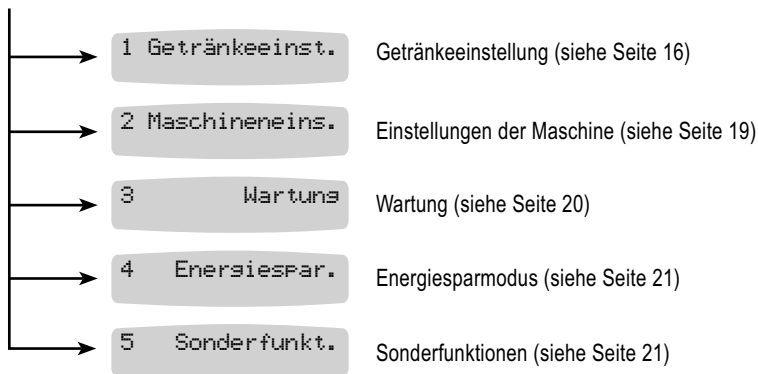 1 Getränkeeinst. Getränkeeinstellung (siehe Seite 16)
2 Maschineneins. Einstellungen der Maschine (siehe Seite 19)
3 Wartung Wartung (siehe Seite 20)
4 Energiespar. Energiesparmodus (siehe Seite 21)
5 Sonderfunkt. Sonderfunktionen (siehe Seite 21)